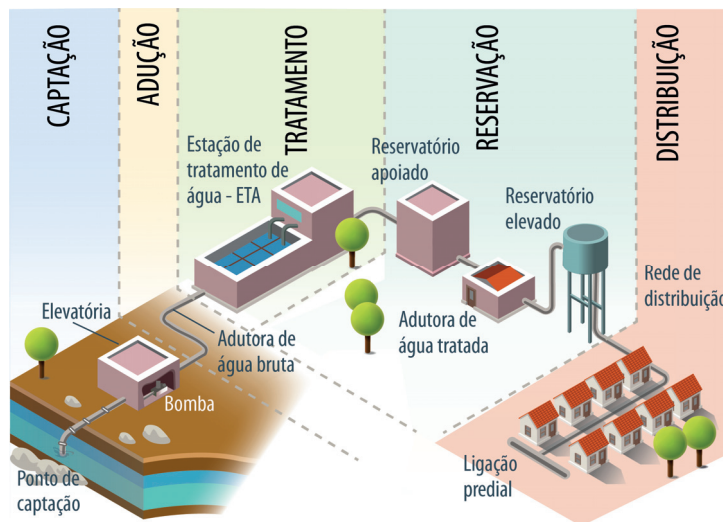 CAPTAÇÃO
ADUÇÃO
TRATAMENTO
RESERVAÇÃO
DISTRIBUIÇÃO
Estação de
tratamento de
água - ETA
Reservatório
apoiado
Reservatório
elevado
Rede de
distribuição
Elevatória
Adutora de
água bruta
Adutora de
água tratada
Bomba
Ponto de
captação
Ligação
predial